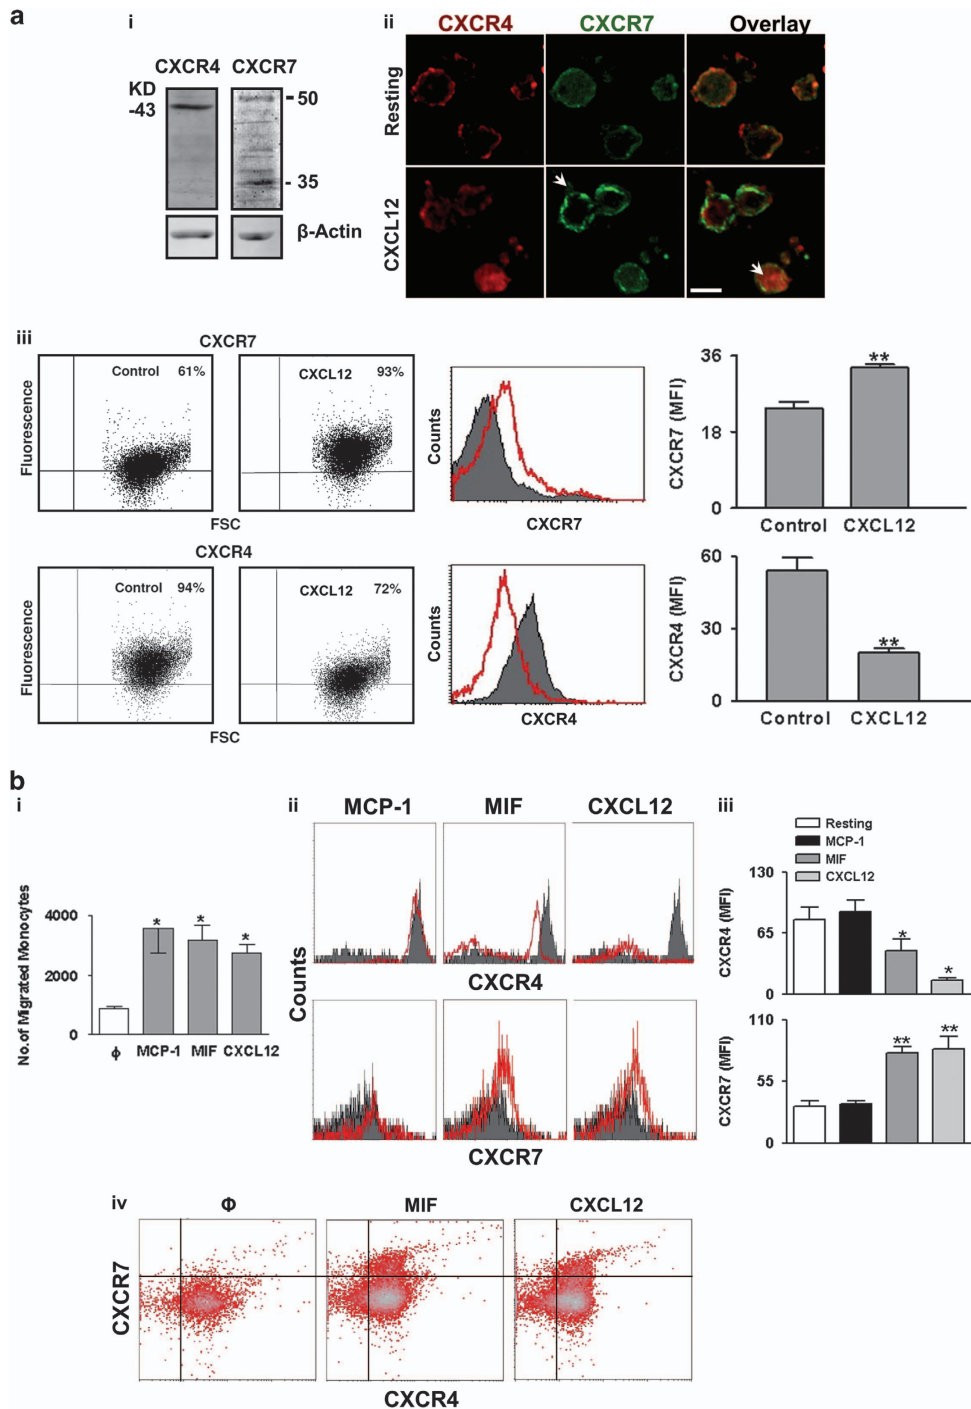 a
i
CXCR4 CXCR7
KD
-43
- 50
- 35
β-Actin
ii
CXCR4 CXCR7 Overlay
Resting
CXCL12
iii
CXCR7
Fluorescence
Control 61%
CXCL12 93%
FSC
Counts
CXCR7
CXCR7 (MFI)
36
18
0
**
Control CXCL12
CXCR4
Fluorescence
Control 94%
CXCL12 72%
FSC
Counts
CXCR4
CXCR4 (MFI)
60
30
0
**
Control CXCL12
b
i
No.of Migrated Monocytes
4000
2000
0
* * *
ϕ MCP-1 MIF CXCL12
ii
MCP-1 MIF CXCL12
Counts
CXCR4
CXCR7
iii
Resting
MCP-1
MIF
CXCL12
CXCR4 (MFI)
130
65
0
* *
CXCR7 (MFI)
110
55
0
** **
iv
Φ MIF CXCL12
CXCR7
CXCR4